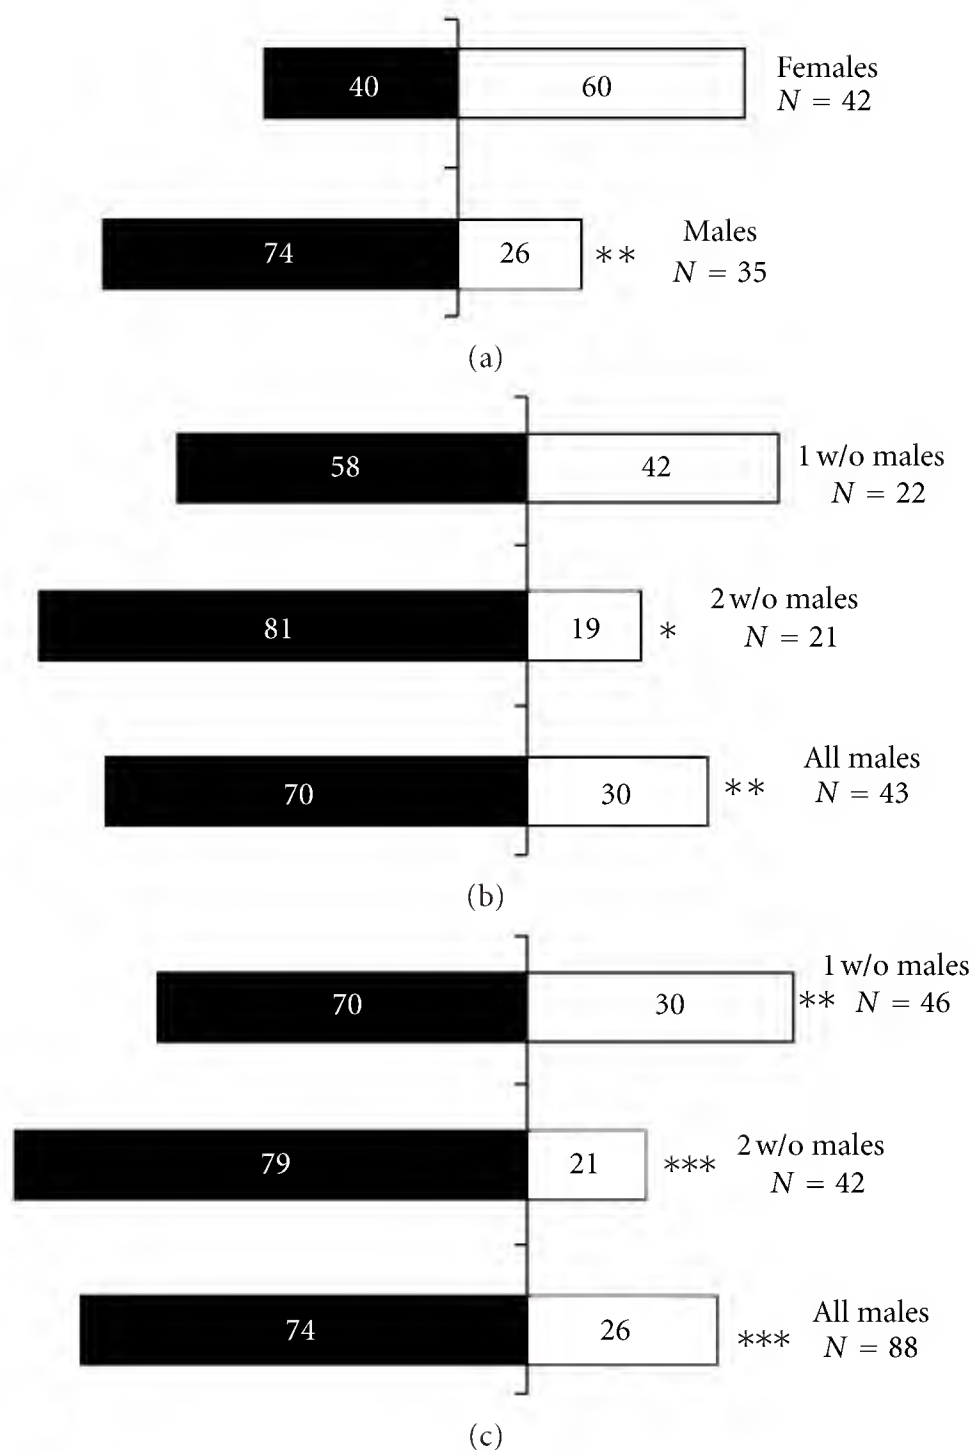 40
60
Females
N = 42
74
26
**
Males
N = 35
(a)
58
42
1 w/o males
N = 22
81
19
*
2 w/o males
N = 21
70
30
**
All males
N = 43
(b)
70
30
**
1 w/o males
N = 46
79
21
***
2 w/o males
N = 42
74
26
***
All males
N = 88
(c)